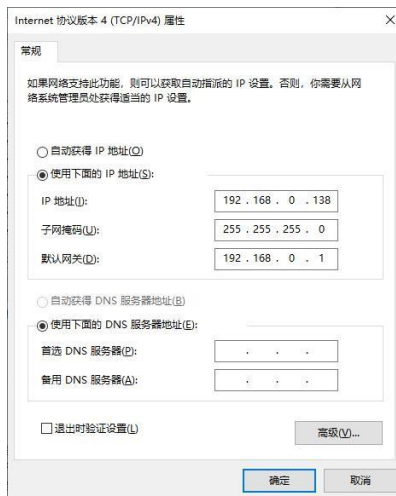 Internet 协议版本 4 (TCP/IPv4) 属性
常规
如果网络支持此功能，则可以获取自动指派的 IP 设置。否则，你需要从网
络系统管理员处获得适当的 IP 设置。
自动获得 IP 地址(O)
使用下面的 IP 地址(S):
IP 地址(I): 192 . 168 . 0 . 138
子网掩码(U): 255 . 255 . 255 . 0
默认网关(D): 192 . 168 . 0 . 1
自动获得 DNS 服务器地址(B)
使用下面的 DNS 服务器地址(E):
首选 DNS 服务器(P): . . .
备用 DNS 服务器(A): . . .
退出时验证设置(L)
高级(V)...
确定 取消